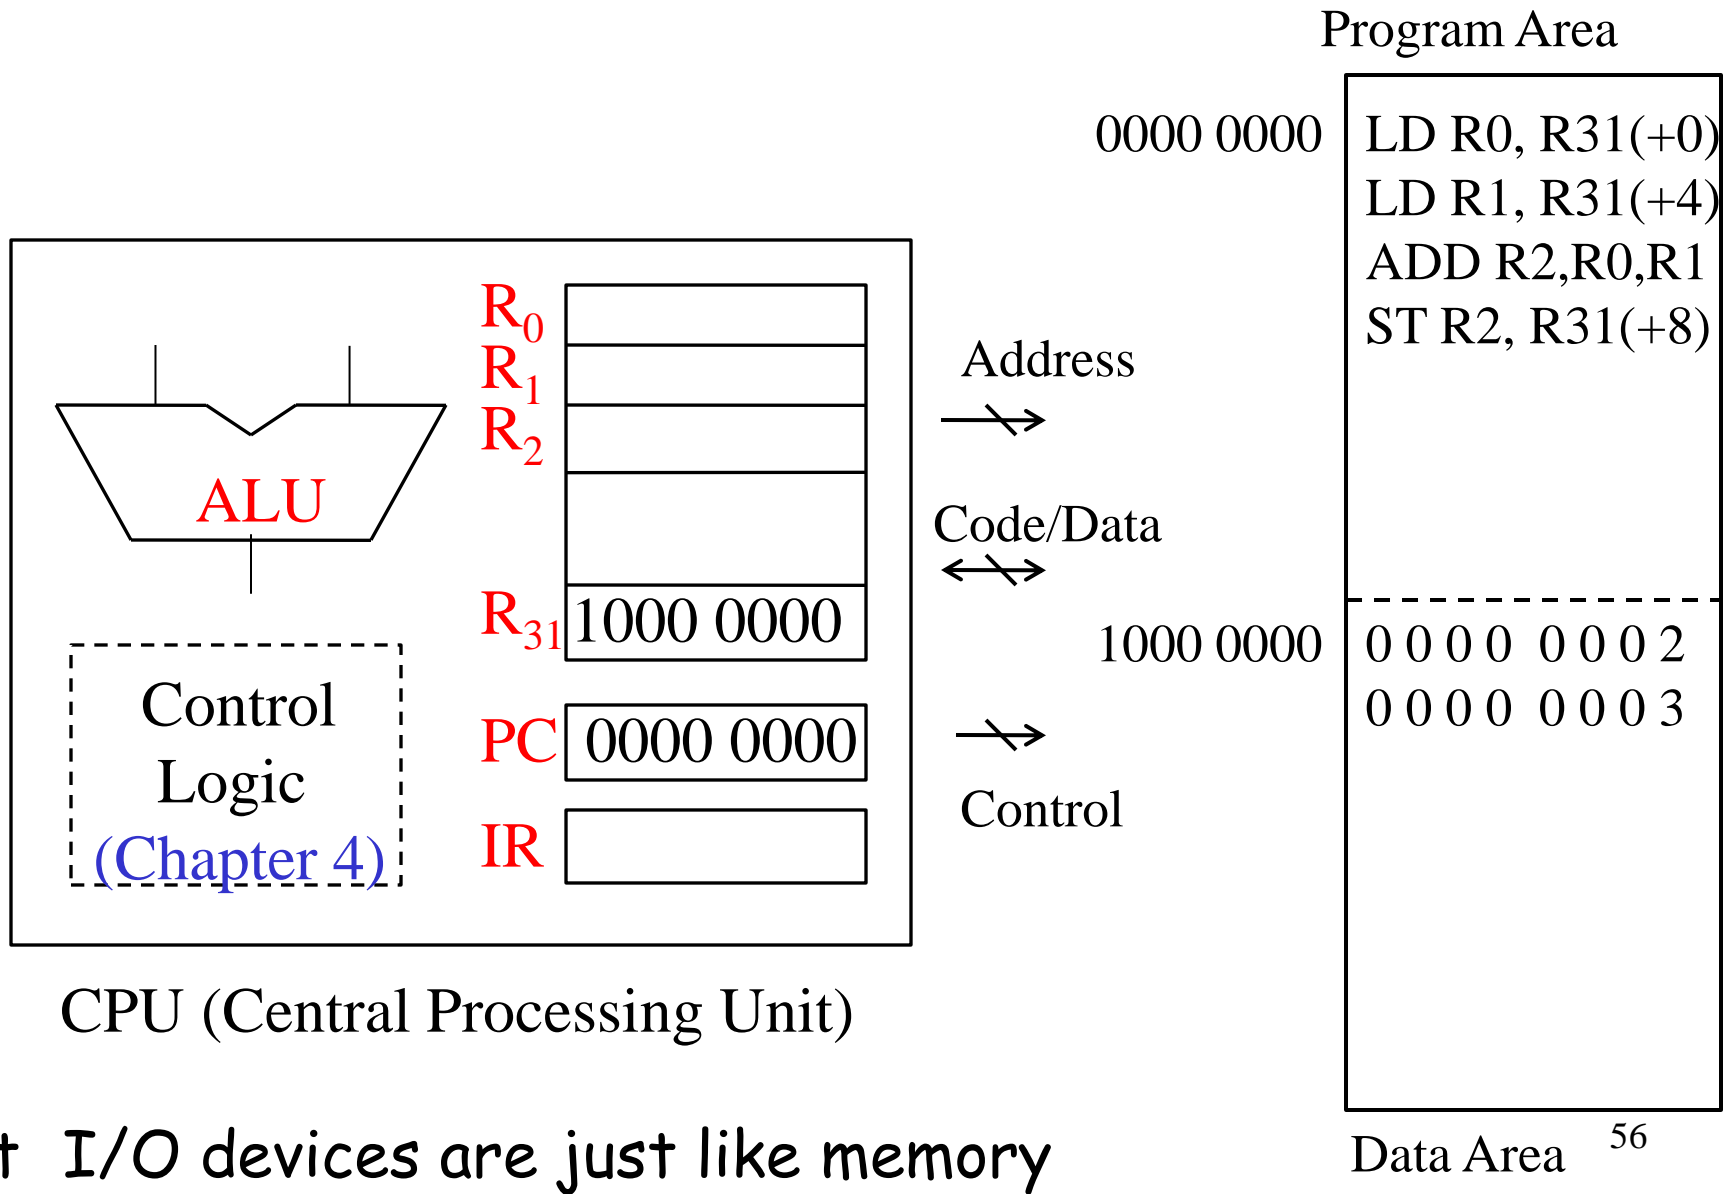 Program Area
0000 0000
LD R0, R31(+0)
LD R1, R31(+4)
ADD R2,R0,R1
ST R2, R31(+8)
R0
R1
R2
ALU
R31 1000 0000
Control
Logic
(Chapter 4)
PC 0000 0000
IR
Address
Code/Data
Control
1000 0000
0 0 0 0 0 0 0 2
0 0 0 0 0 0 0 3
CPU (Central Processing Unit)
t I/O devices are just like memory
Data Area
56